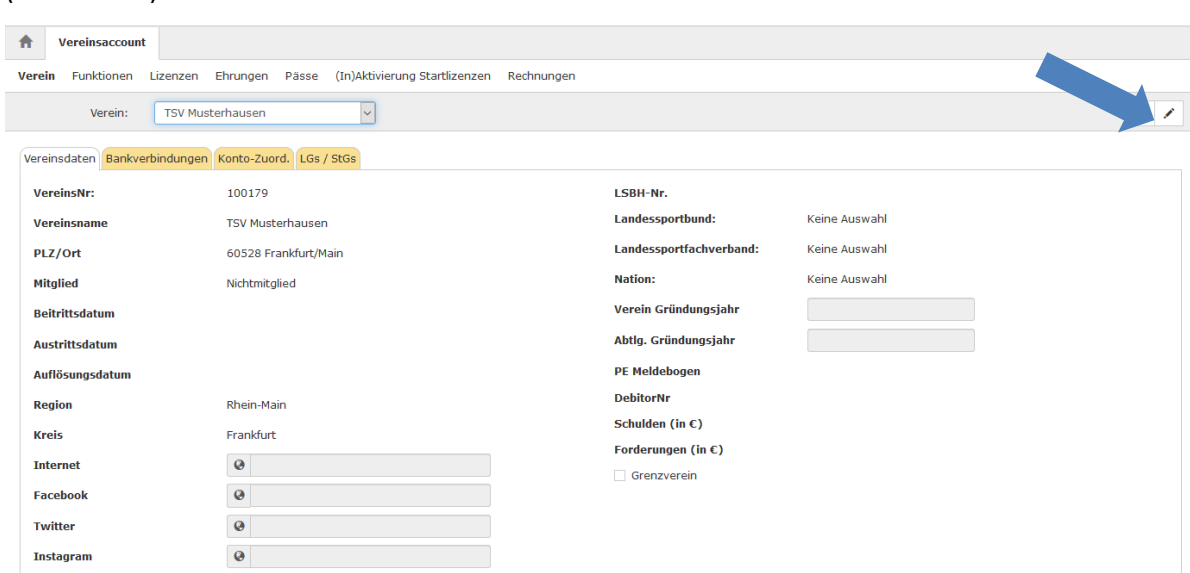 Vereinsaccount
Verein Funktionen Lizenzen Ehrungen Pässe (In)Aktivierung Startlizenzen Rechnungen
Verein: TSV Musterhausen
Vereinsdaten Bankverbindungen Konto-Zuord. LGs / StGs
VereinsNr: 100179
Vereinsname TSV Musterhausen
PLZ/Ort 60528 Frankfurt/Main
Mitglied Nichtmitglied
Beitrittsdatum
Austrittsdatum
Auflösungsdatum
Region Rhein-Main
Kreis Frankfurt
Internet
Facebook
Twitter
Instagram
LSBH-Nr.
Landessportbund: Keine Auswahl
Landessportfachverband: Keine Auswahl
Nation: Keine Auswahl
Verein Gründungsjahr
Abtlg. Gründungsjahr
PE Meldebogen
DebitorNr
Schulden (in €)
Forderungen (in €)
Grenzverein